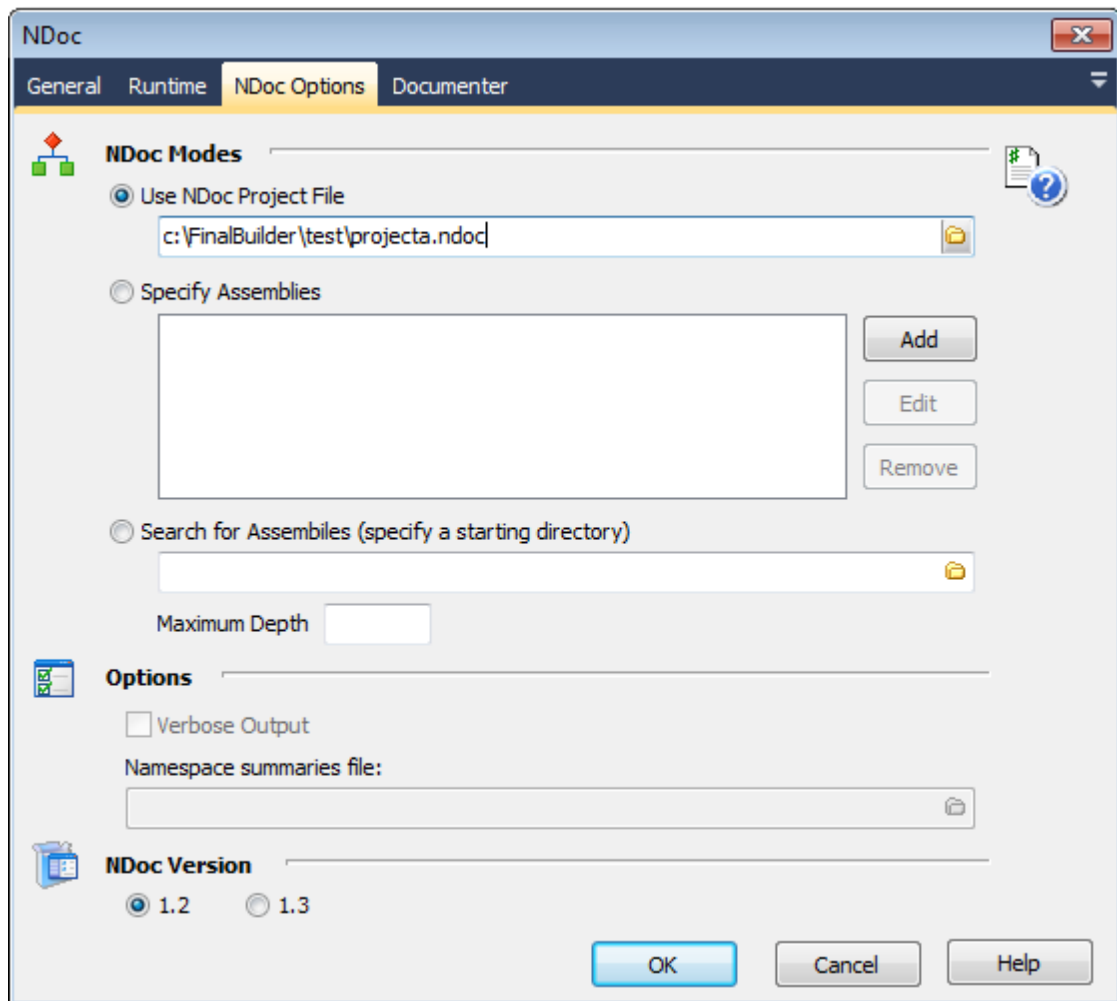 NDoc
General Runtime NDoc Options Documenter
NDoc Modes
Use NDoc Project File
c:\FinalBuilder\test\projecta.ndoc
Specify Assemblies
Add
Edit
Remove
Search for Assembiles (specify a starting directory)
Maximum Depth
Options
Verbose Output
Namespace summaries file:
NDoc Version
1.2 1.3
OK Cancel Help